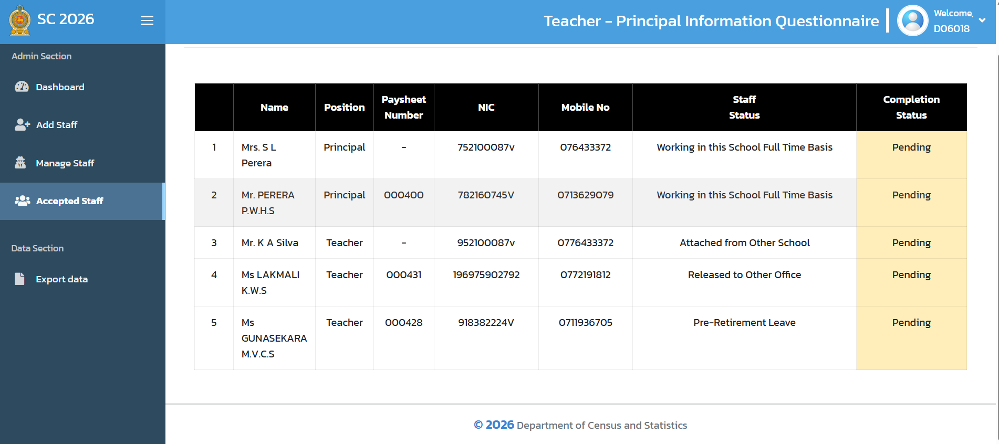 SC 2026
Teacher - Principal Information Questionnaire
Welcome,
D06018
Admin Section
Dashboard
Add Staff
Manage Staff
Accepted Staff
Data Section
Export data
Name Position Paysheet Number NIC Mobile No Staff Status Completion Status
1 Mrs. S L Perera Principal - 752100087v 076433372 Working in this School Full Time Basis Pending
2 Mr. PERERA P.W.H.S Principal 000400 782160745V 0713629079 Working in this School Full Time Basis Pending
3 Mr. K A Silva Teacher - 952100087v 0776433372 Attached from Other School Pending
4 Ms LAKMALI K.W.S Teacher 000431 196975902792 0772191812 Released to Other Office Pending
5 Ms GUNASEKARA M.V.C.S Teacher 000428 918382224V 0711936705 Pre-Retirement Leave Pending
© 2026 Department of Census and Statistics